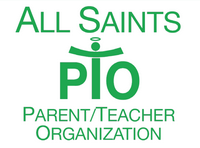 ALL SAINTS
PTO
PARENT/TEACHER
ORGANIZATION